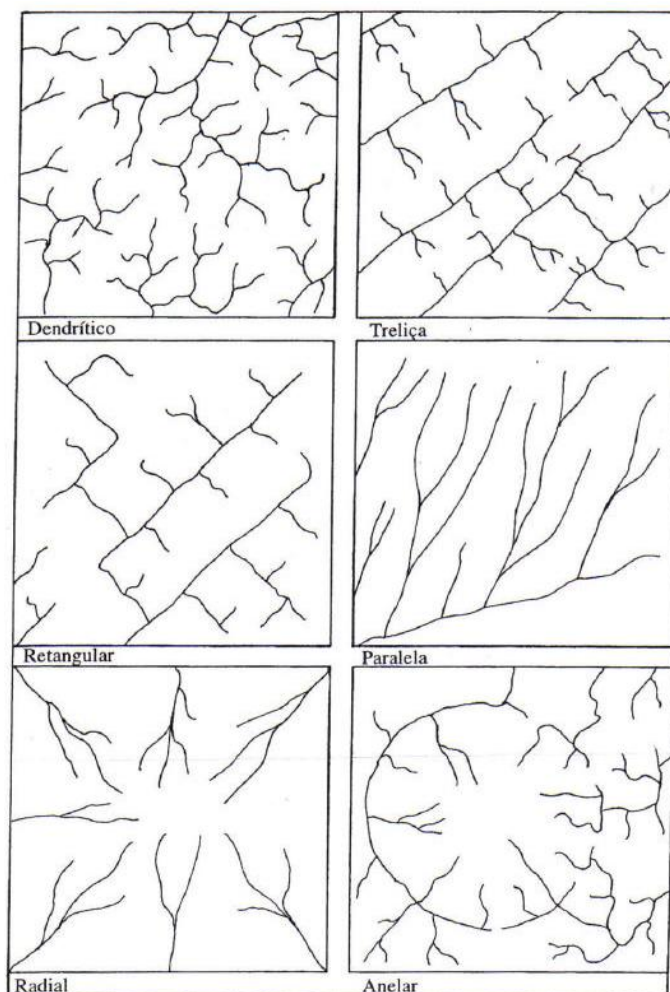 Dendrítico
Treliça
Retangular
Paralela
Radial
Anelar